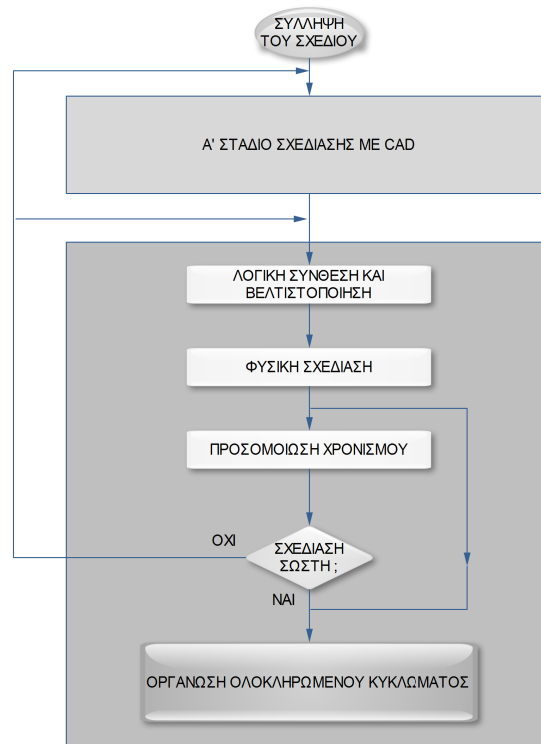 ΣΥΛΛΗΨΗ
ΤΟΥ ΣΧΕΔΙΟΥ
Α' ΣΤΑΔΙΟ ΣΧΕΔΙΑΣΗΣ ΜΕ CAD
ΛΟΓΙΚΗ ΣΥΝΘΕΣΗ ΚΑΙ
ΒΕΛΤΙΣΤΟΠΟΙΗΣΗ
ΦΥΣΙΚΗ ΣΧΕΔΙΑΣΗ
ΠΡΟΣΟΜΟΙΩΣΗ ΧΡΟΝΙΣΜΟΥ
ΟΧΙ
ΣΧΕΔΙΑΣΗ
ΣΩΣΤΗ ;
ΝΑΙ
ΟΡΓΑΝΩΣΗ ΟΛΟΚΛΗΡΩΜΕΝΟΥ ΚΥΚΛΩΜΑΤΟΣ